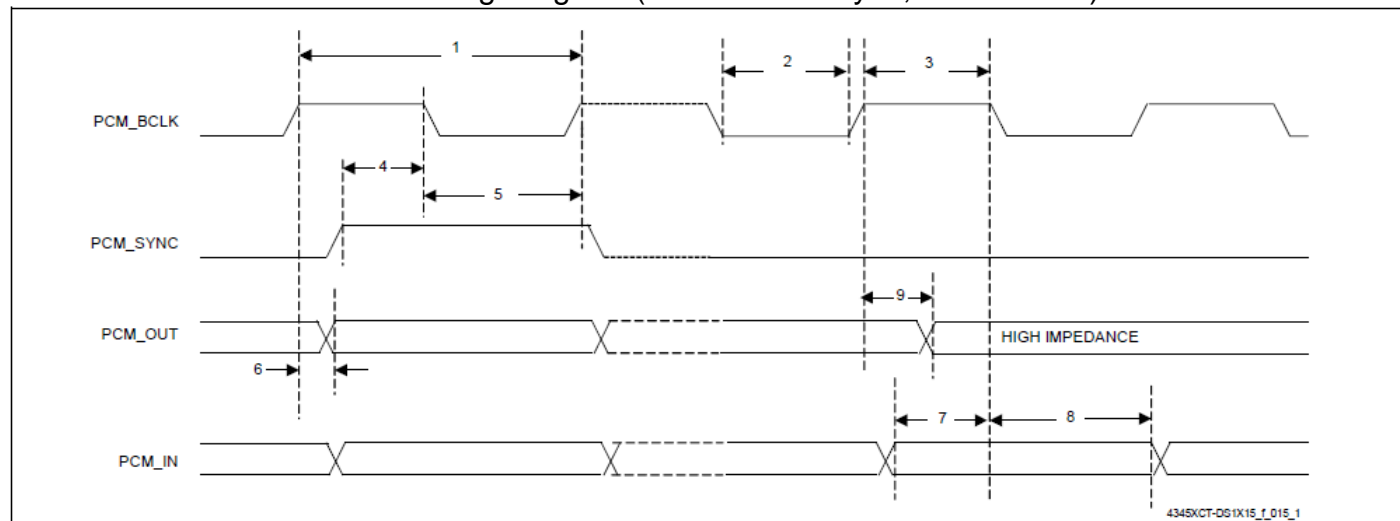 1
2
3
PCM_BCLK
4
5
PCM_SYNC
9
PCM_OUT
HIGH IMPEDANCE
6
7
8
PCM_IN
4345XCT-DS1X15_f_015_1